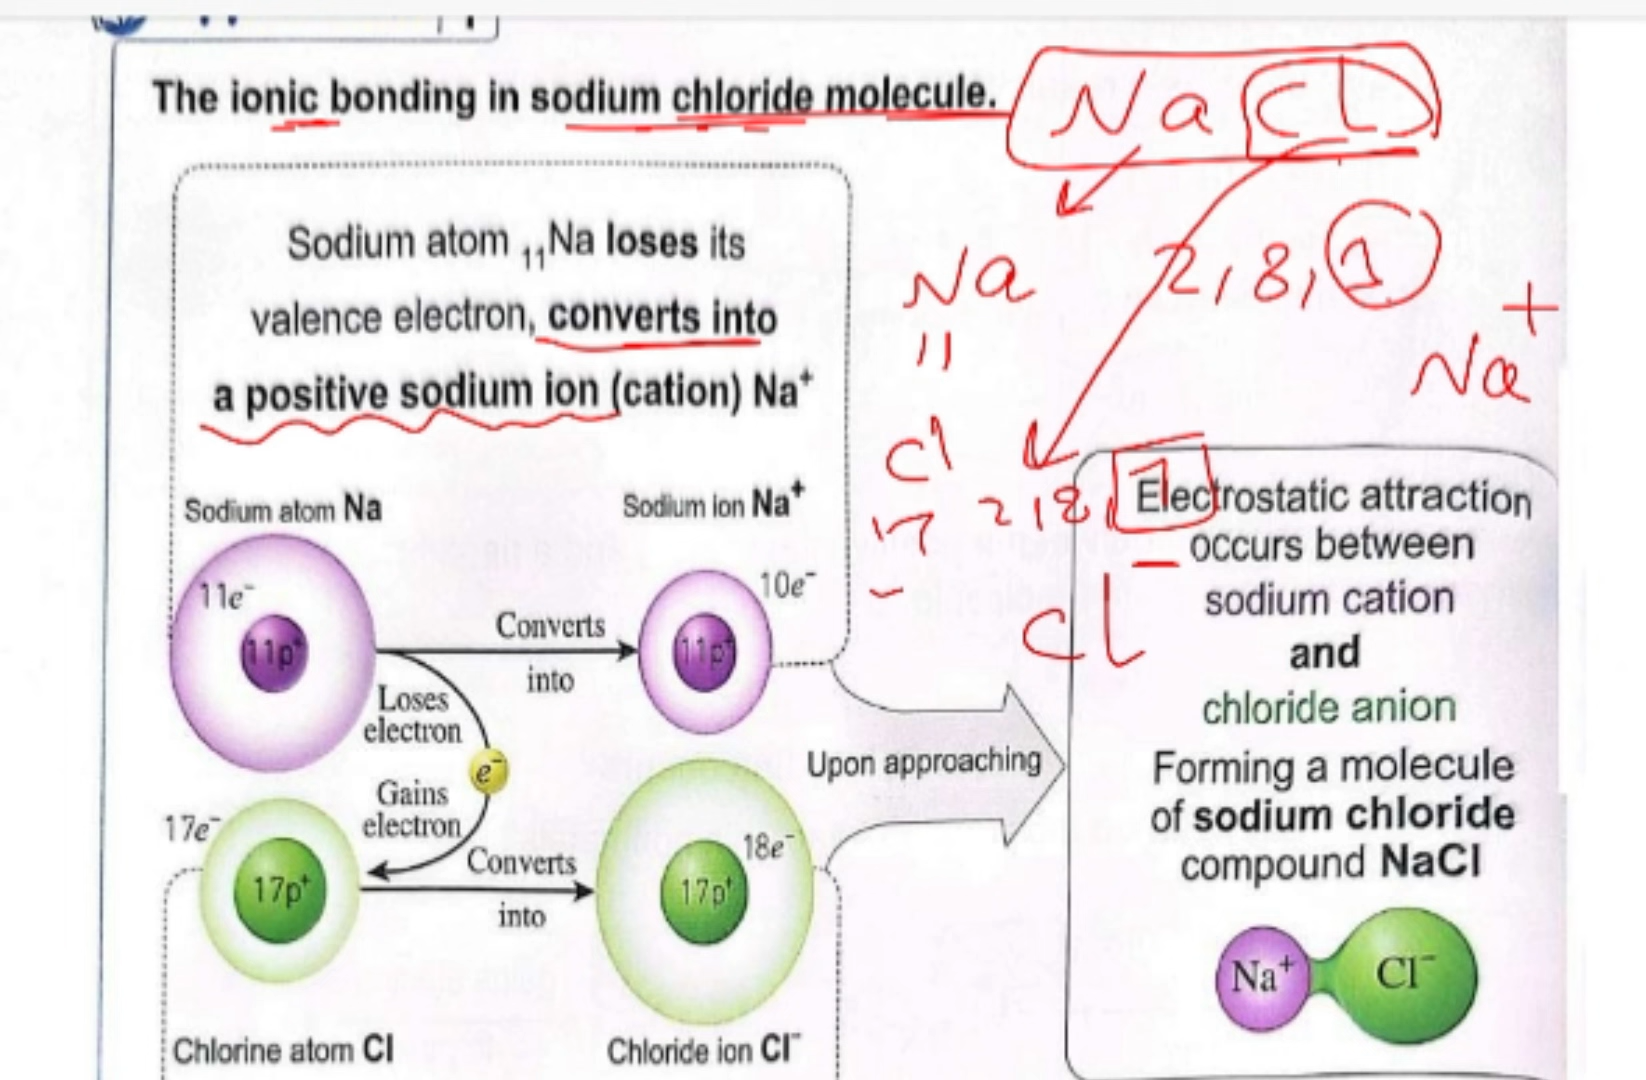 The ionic bonding in sodium chloride molecule.
Na Cl
Sodium atom ₁₁Na loses its
valence electron, converts into
a positive sodium ion (cation) Na⁺
Na 2, 8, 1
11
Na⁺
Cl
17 2, 8, 7
Cl⁻
Sodium atom Na
Sodium ion Na⁺
11e⁻
11p⁺
Converts
into
10e⁻
11p⁺
Loses
electron
e⁻
Gains
electron
17e⁻
17p⁺
Converts
into
18e⁻
17p⁺
Chlorine atom Cl
Chloride ion Cl⁻
Upon approaching
Electrostatic attraction
occurs between
sodium cation
and
chloride anion
Forming a molecule
of sodium chloride
compound NaCl
Na⁺ Cl⁻